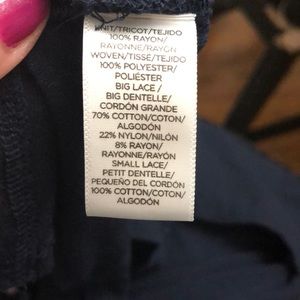 KNIT/TRICOT/TEJIDO
100% RAYON/
RAYONNE/RAYON
WOVEN/TISSÉ/TEJIDO
100% POLYESTER/
POLIÉSTER
BIG LACE /
BIG DENTELLE/
CORDÓN GRANDE
70% COTTON/COTON/
ALGODÓN
22% NYLON/NILÓN
8% RAYON/
RAYONNE/RAYON
SMALL LACE/
PETIT DENTELLE/
PEQUEÑO DEL CORDÓN
100% COTTON/COTON/
ALGODÓN